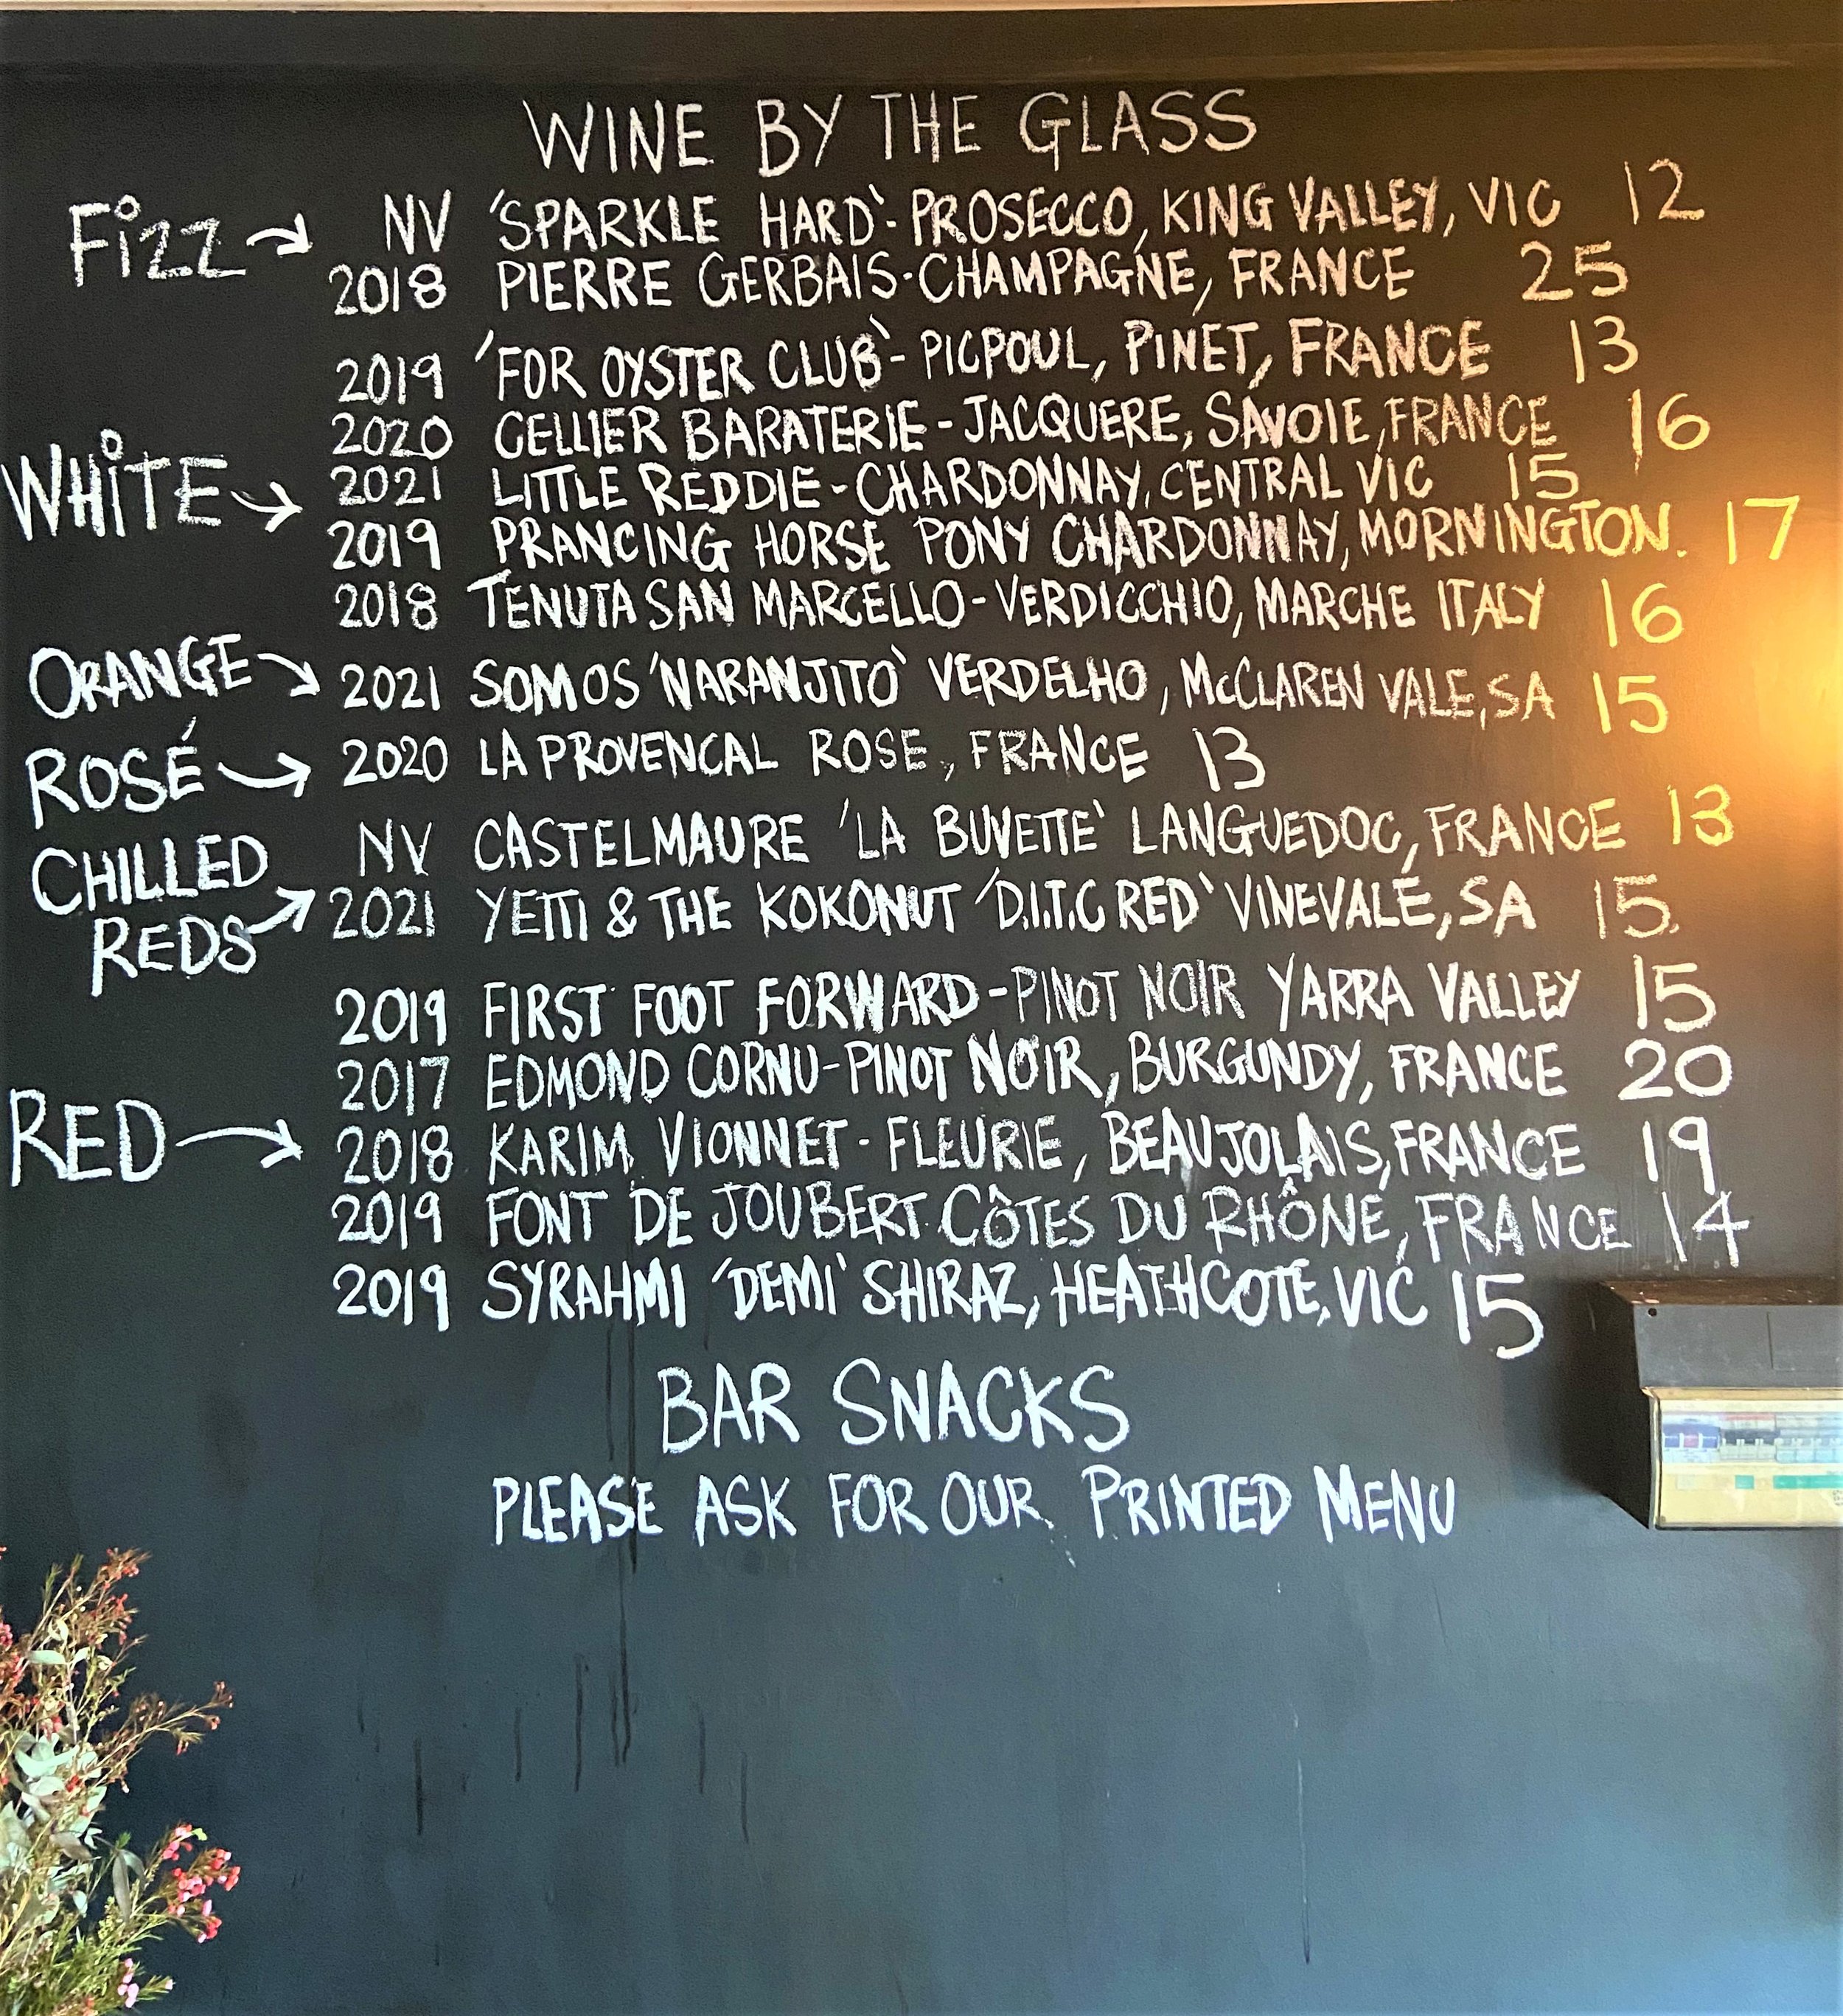 WINE BY THE GLASS
FiZZ → NV 'SPARKLE HARD' - PROSECCO, KING VALLEY, VIC 12
2018 PIERRE GERBAIS - CHAMPAGNE, FRANCE 25
2019 'FOR OYSTER CLUB' - PICPOUL, PINET, FRANCE 13
2020 CELLIER BARATERIE - JACQUERE, SAVOIE, FRANCE 16
WHiTE → 2021 LITTLE REDDIE - CHARDONNAY, CENTRAL VIC 15
2019 PRANCING HORSE PONY CHARDONNAY, MORNINGTON. 17
2018 TENUTA SAN MARCELLO - VERDICCHIO, MARCHE ITALY 16
ORANGE → 2021 SOMOS 'NARANJITO' VERDELHO, McCLAREN VALE, SA 15
ROSÉ → 2020 LA PROVENCAL ROSE, FRANCE 13
CHILLED REDS → NV CASTELMAURE 'LA BUVETTE' LANGUEDOC, FRANCE 13
2021 YETTI & THE KOKONUT 'D.I.T.C RED' VINEVALE, SA 15.
2019 FIRST FOOT FORWARD - PINOT NOIR YARRA VALLEY 15
2017 EDMOND CORNU - PINOT NOIR, BURGUNDY, FRANCE 20
RED → 2018 KARIM VIONNET - FLEURIE, BEAUJOLAIS, FRANCE 19
2019 FONT DE JOUBERT CÔTES DU RHÔNE, FRANCE 14
2019 SYRAHMI 'DEMI' SHIRAZ, HEATHCOTE, VIC 15
BAR SNACKS
PLEASE ASK FOR OUR PRINTED MENU